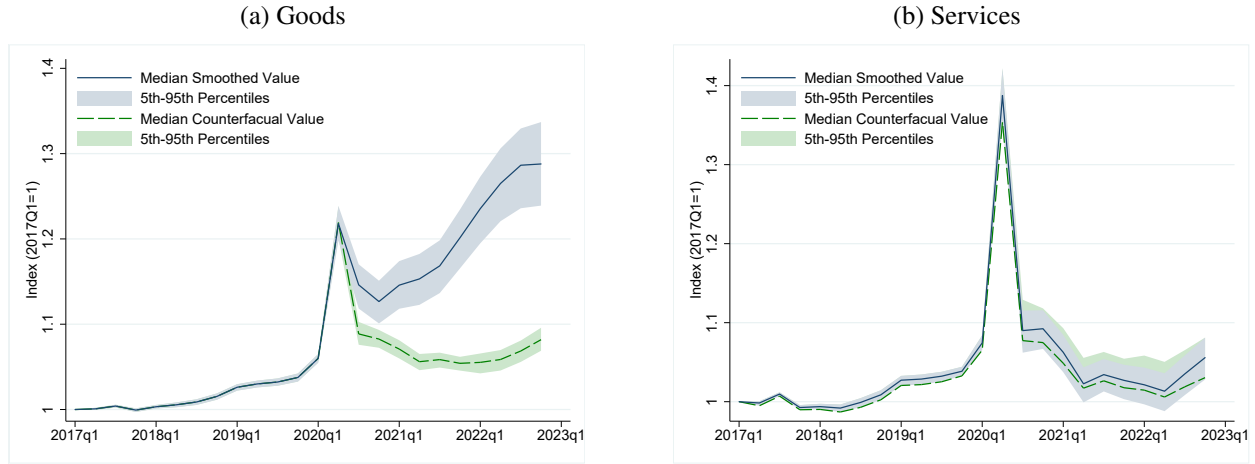 (a) Goods
Index (2017Q1=1)
1.4
1.3
1.2
1.1
1
Median Smoothed Value
5th-95th Percentiles
Median Counterfacual Value
5th-95th Percentiles
2017q1 2018q1 2019q1 2020q1 2021q1 2022q1 2023q1
(b) Services
Index (2017Q1=1)
1.4
1.3
1.2
1.1
1
Median Smoothed Value
5th-95th Percentiles
Median Counterfacual Value
5th-95th Percentiles
2017q1 2018q1 2019q1 2020q1 2021q1 2022q1 2023q1